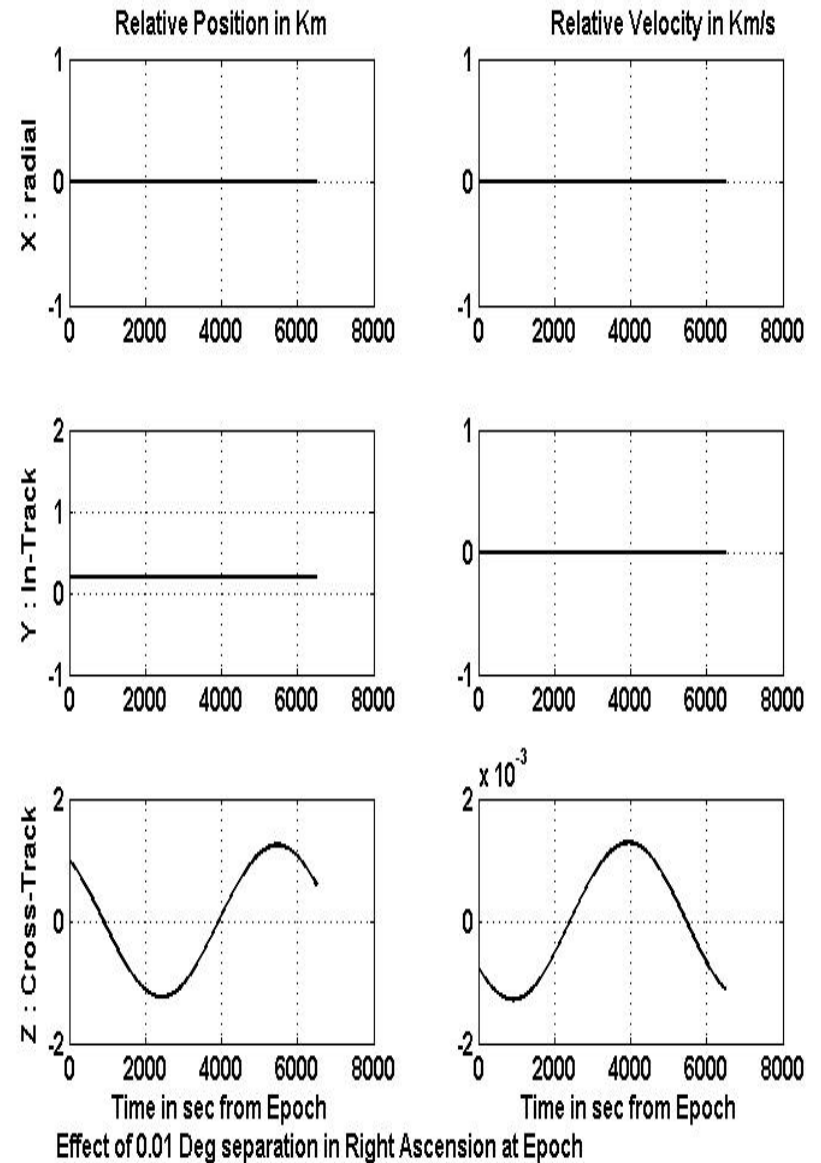 Relative Position in Km
Relative Velocity in Km/s
X : radial
1
0
-1
0 2000 4000 6000 8000
1
0
-1
0 2000 4000 6000 8000
Y : In-Track
2
1
0
-1
0 2000 4000 6000 8000
1
0
-1
0 2000 4000 6000 8000
Z : Cross-Track
2
0
-2
0 2000 4000 6000 8000
Time in sec from Epoch
x 10^-3
2
0
-2
0 2000 4000 6000 8000
Time in sec from Epoch
Effect of 0.01 Deg separation in Right Ascension at Epoch